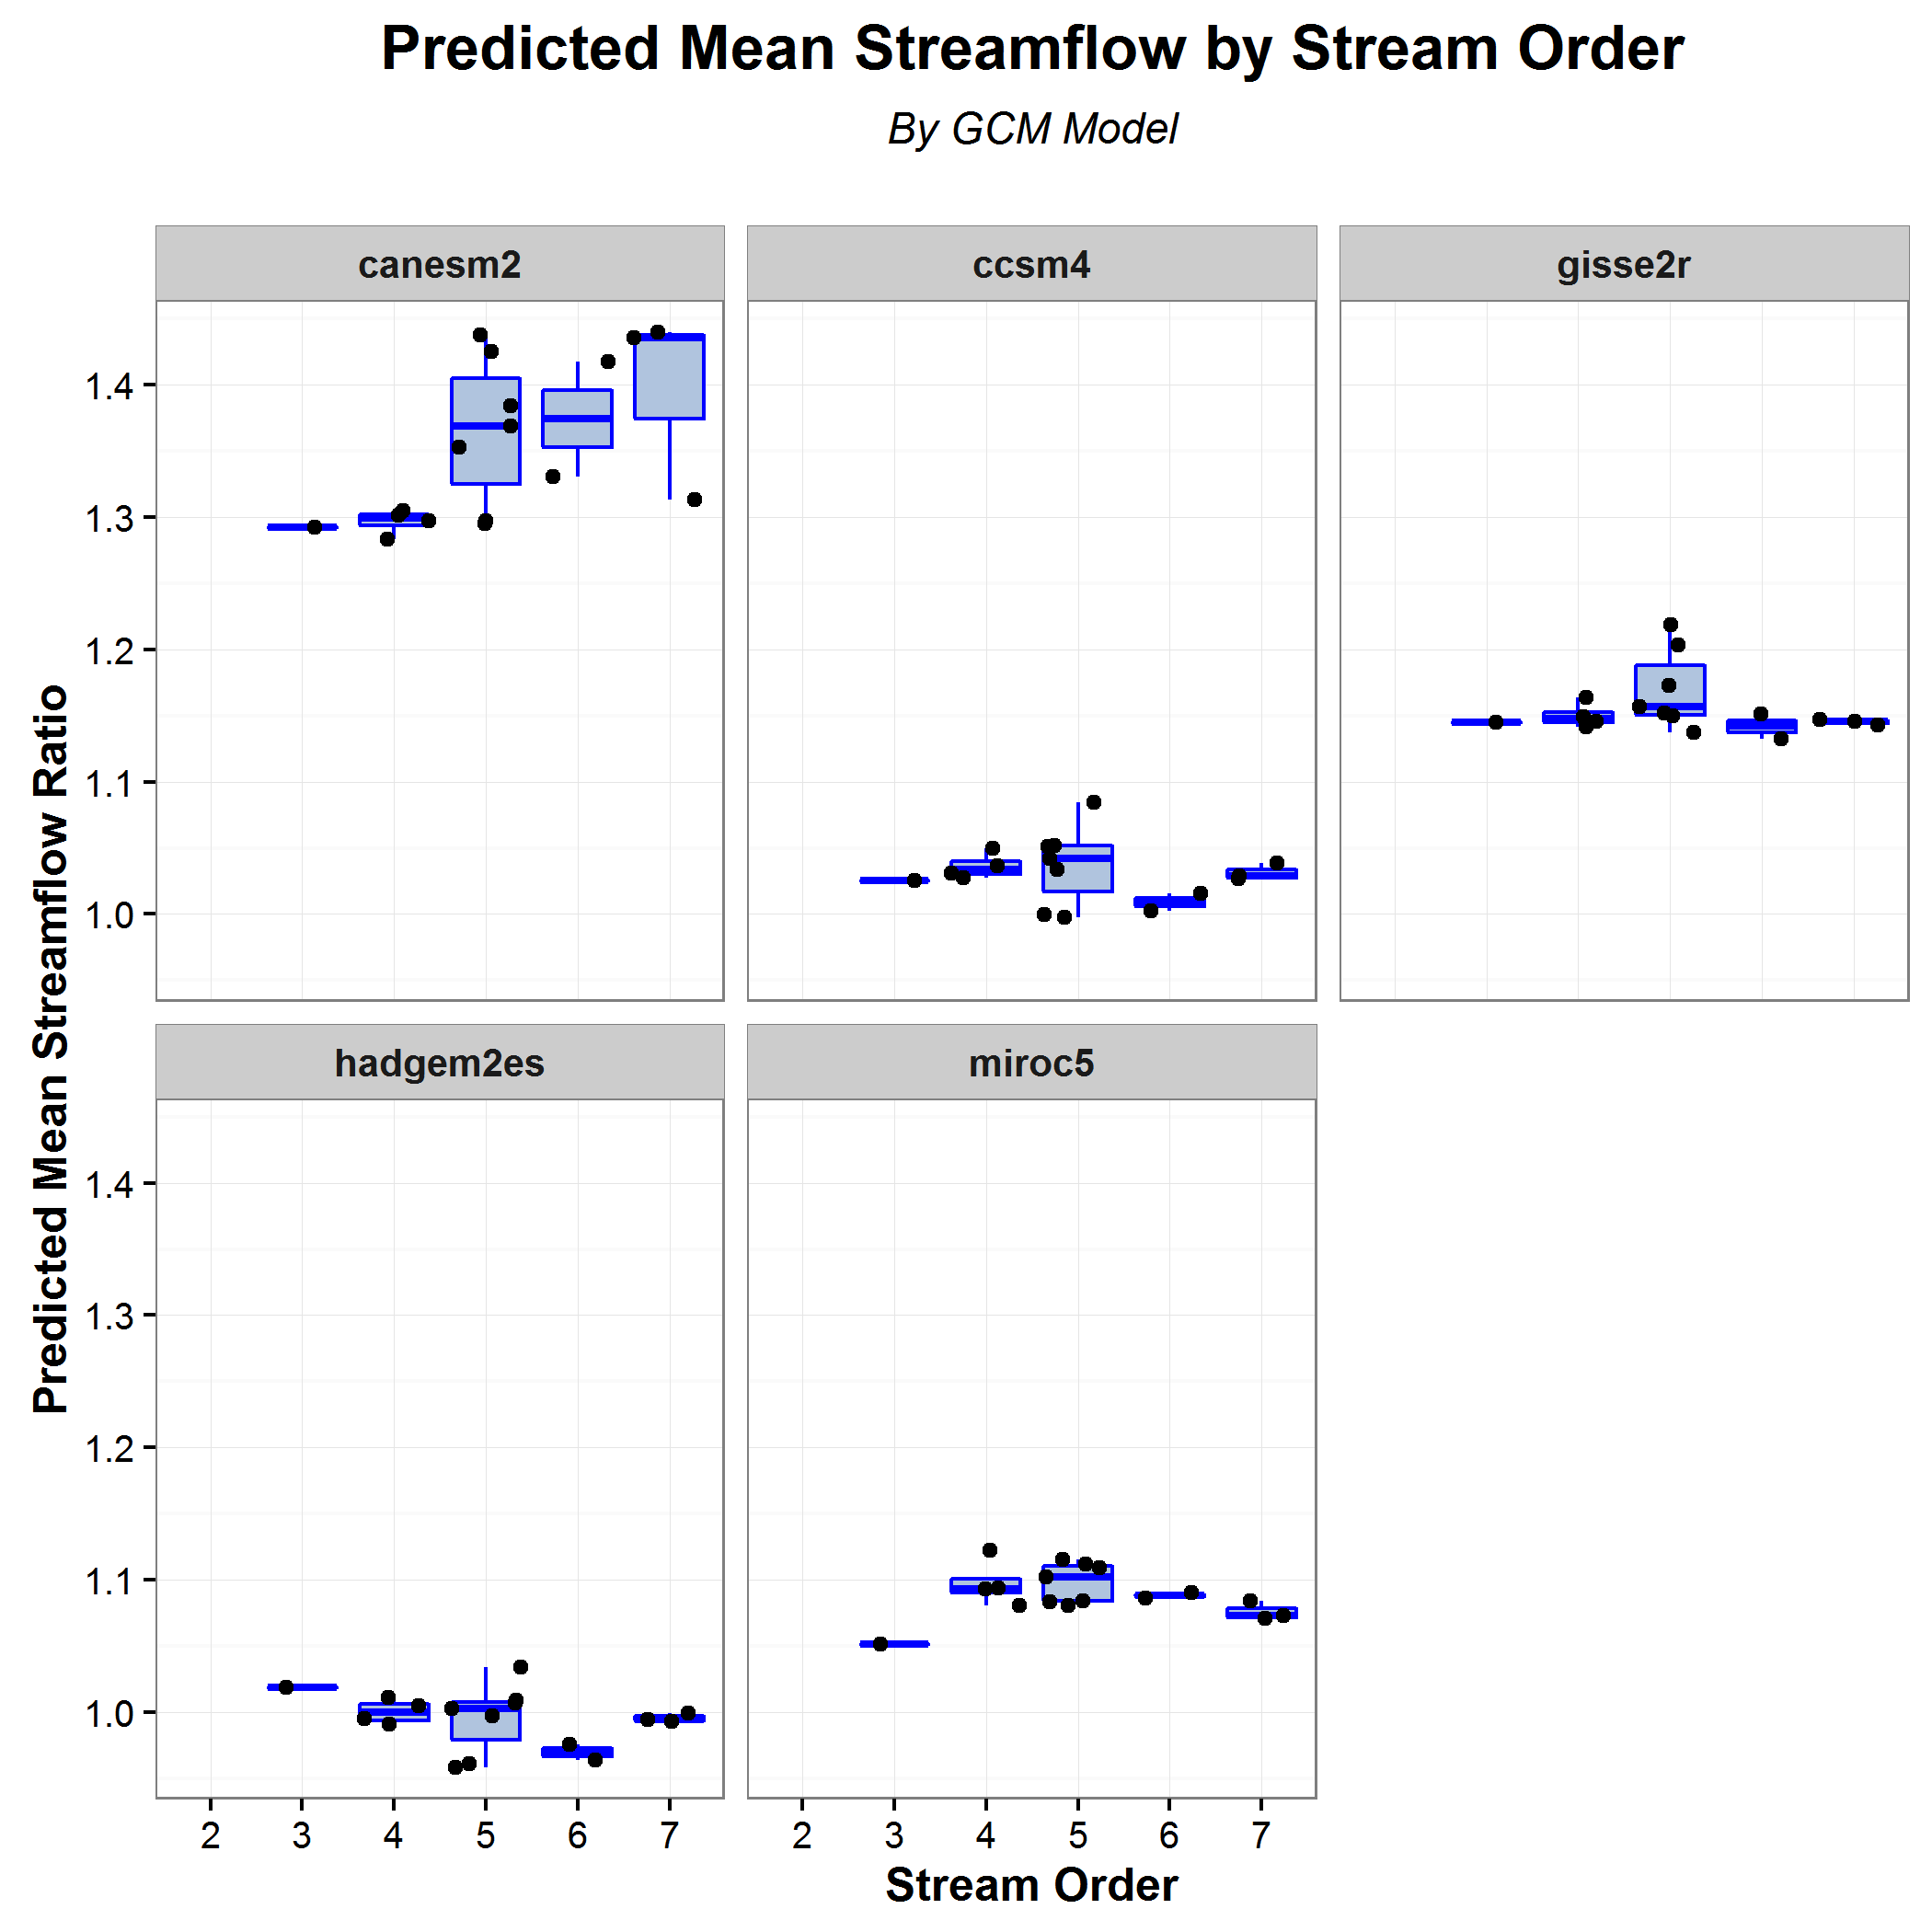 Predicted Mean Streamflow by Stream Order
By GCM Model
canesm2
ccsm4
gisse2r
1.4
1.3
1.2
1.1
1.0
Predicted Mean Streamflow Ratio
hadgem2es
miroc5
1.4
1.3
1.2
1.1
1.0
2 3 4 5 6 7
2 3 4 5 6 7
Stream Order